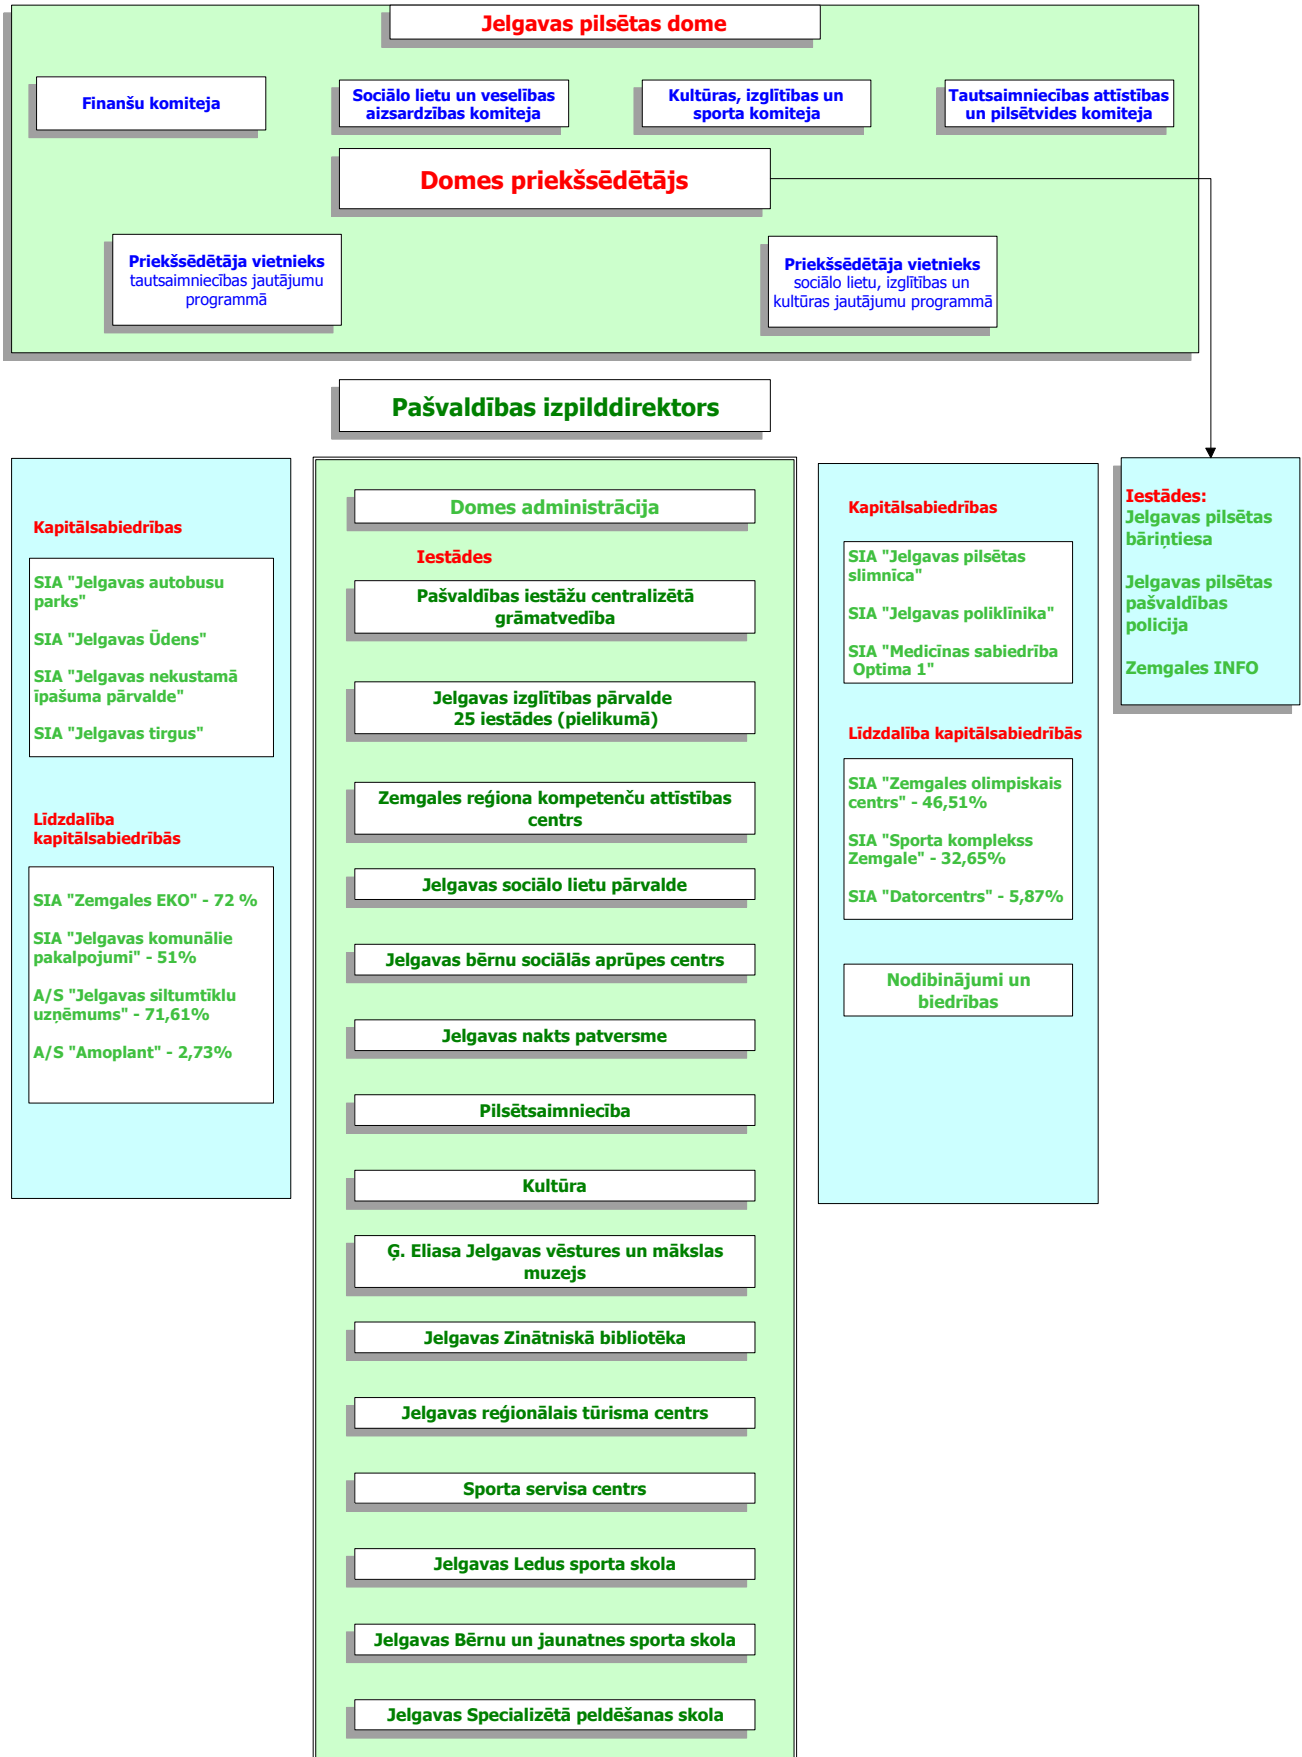 Jelgavas pilsētas dome
Finanšu komiteja
Sociālo lietu un veselības
aizsardzības komiteja
Kultūras, izglītības un
sporta komiteja
Tautsaimniecības attīstības
un pilsētvides komiteja
Domes priekšsēdētājs
Priekšsēdētāja vietnieks
tautsaimniecības jautājumu
programmā
Priekšsēdētāja vietnieks
sociālo lietu, izglītības un
kultūras jautājumu programmā
Pašvaldības izpilddirektors
Kapitālsabiedrības
SIA "Jelgavas autobusu
parks"
SIA "Jelgavas Ūdens"
SIA "Jelgavas nekustamā
īpašuma pārvalde"
SIA "Jelgavas tirgus"
Līdzdalība
kapitālsabiedrībās
SIA "Zemgales EKO" - 72 %
SIA "Jelgavas komunālie
pakalpojumi" - 51%
A/S "Jelgavas siltumtīklu
uzņēmums" - 71,61%
A/S "Amoplant" - 2,73%
Domes administrācija
Iestādes
Pašvaldības iestāžu centralizētā
grāmatvedība
Jelgavas izglītības pārvalde
25 iestādes (pielikumā)
Zemgales reģiona kompetenču attīstības
centrs
Jelgavas sociālo lietu pārvalde
Jelgavas bērnu sociālās aprūpes centrs
Jelgavas nakts patversme
Pilsētsaimniecība
Kultūra
Ģ. Eliasa Jelgavas vēstures un mākslas
muzejs
Jelgavas Zinātniskā bibliotēka
Jelgavas reģionālais tūrisma centrs
Sporta servisa centrs
Jelgavas Ledus sporta skola
Jelgavas Bērnu un jaunatnes sporta skola
Jelgavas Specializētā peldēšanas skola
Kapitālsabiedrības
SIA "Jelgavas pilsētas
slimnīca"
SIA "Jelgavas poliklīnika"
SIA "Medicīnas sabiedrība
Optima 1"
Līdzdalība kapitālsabiedrībās
SIA "Zemgales olimpiskais
centrs" - 46,51%
SIA "Sporta komplekss
Zemgale" - 32,65%
SIA "Datorcentrs" - 5,87%
Nodibinājumi un
biedrības
Iestādes:
Jelgavas pilsētas
bāriņtiesa
Jelgavas pilsētas
pašvaldības
policija
Zemgales INFO